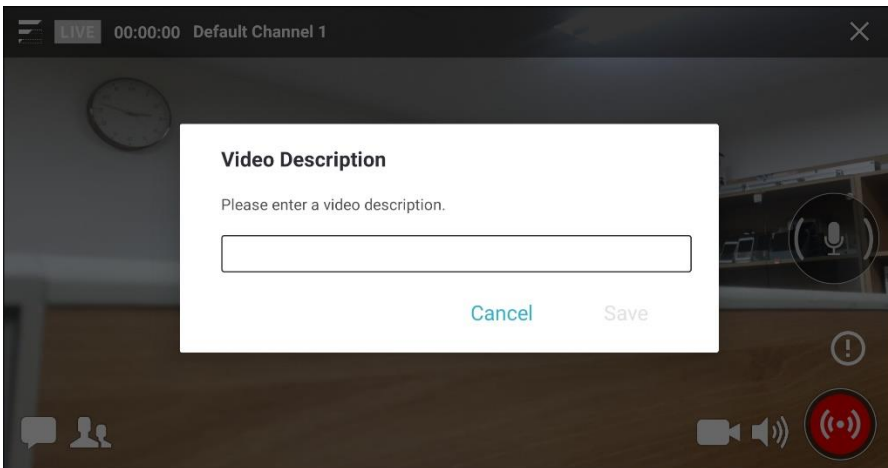 LIVE 00:00:00 Default Channel 1
Video Description
Please enter a video description.
Cancel Save